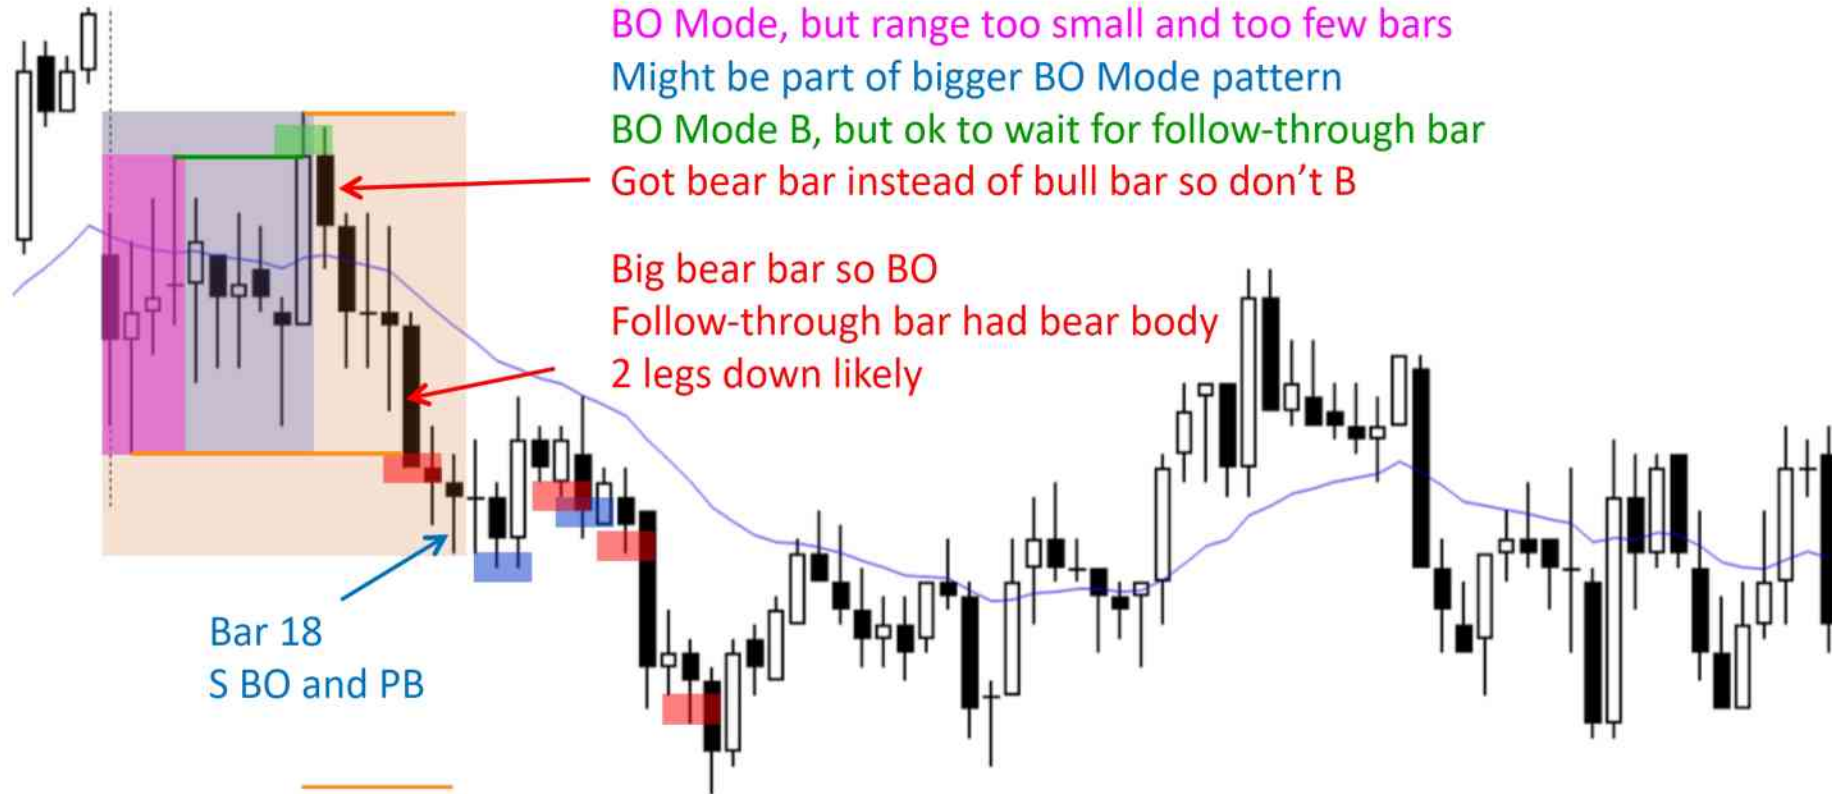 BO Mode, but range too small and too few bars
Might be part of bigger BO Mode pattern
BO Mode B, but ok to wait for follow-through bar
Got bear bar instead of bull bar so don’t B
Big bear bar so BO
Follow-through bar had bear body
2 legs down likely
Bar 18
S BO and PB